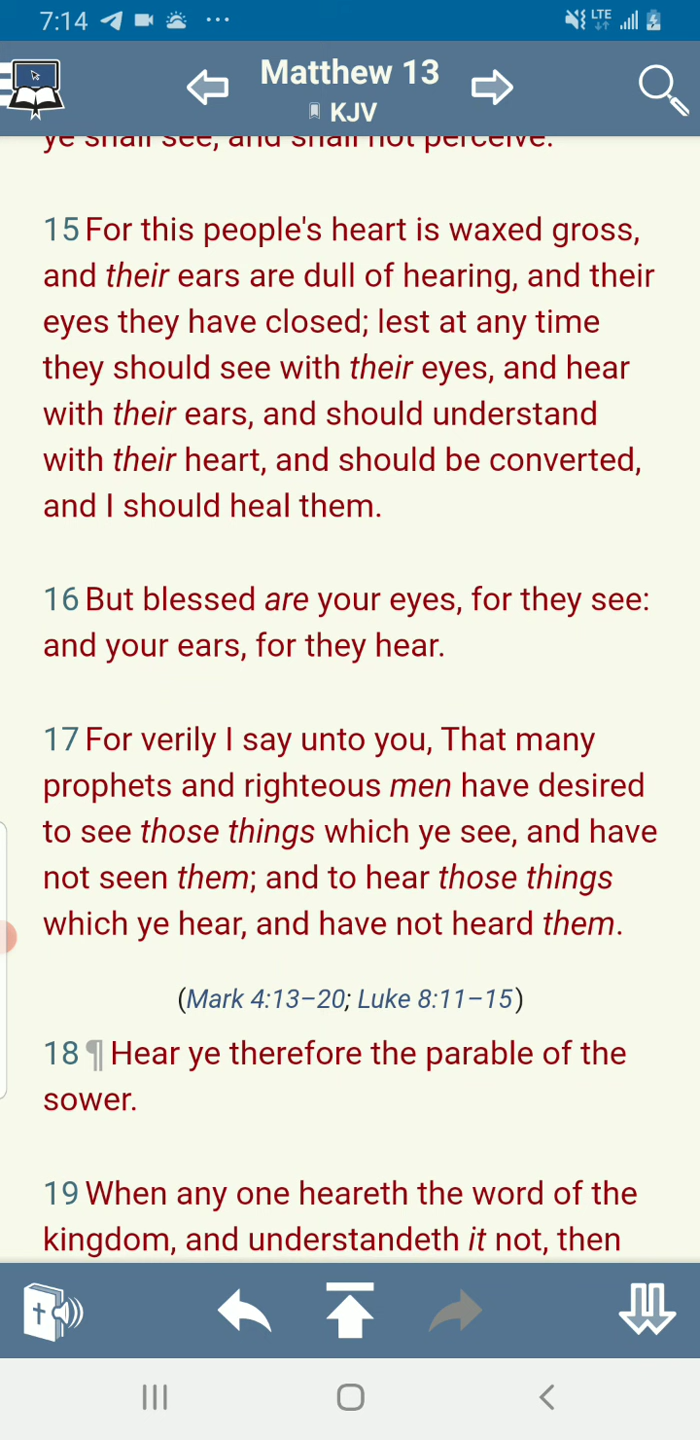 7:14
LTE
Matthew 13
KJV
ye shall see, and shall not perceive:
15 For this people's heart is waxed gross,
and their ears are dull of hearing, and their
eyes they have closed; lest at any time
they should see with their eyes, and hear
with their ears, and should understand
with their heart, and should be converted,
and I should heal them.
16 But blessed are your eyes, for they see:
and your ears, for they hear.
17 For verily I say unto you, That many
prophets and righteous men have desired
to see those things which ye see, and have
not seen them; and to hear those things
which ye hear, and have not heard them.
(Mark 4:13–20; Luke 8:11–15)
18 ¶ Hear ye therefore the parable of the
sower.
19 When any one heareth the word of the
kingdom, and understandeth it not, then